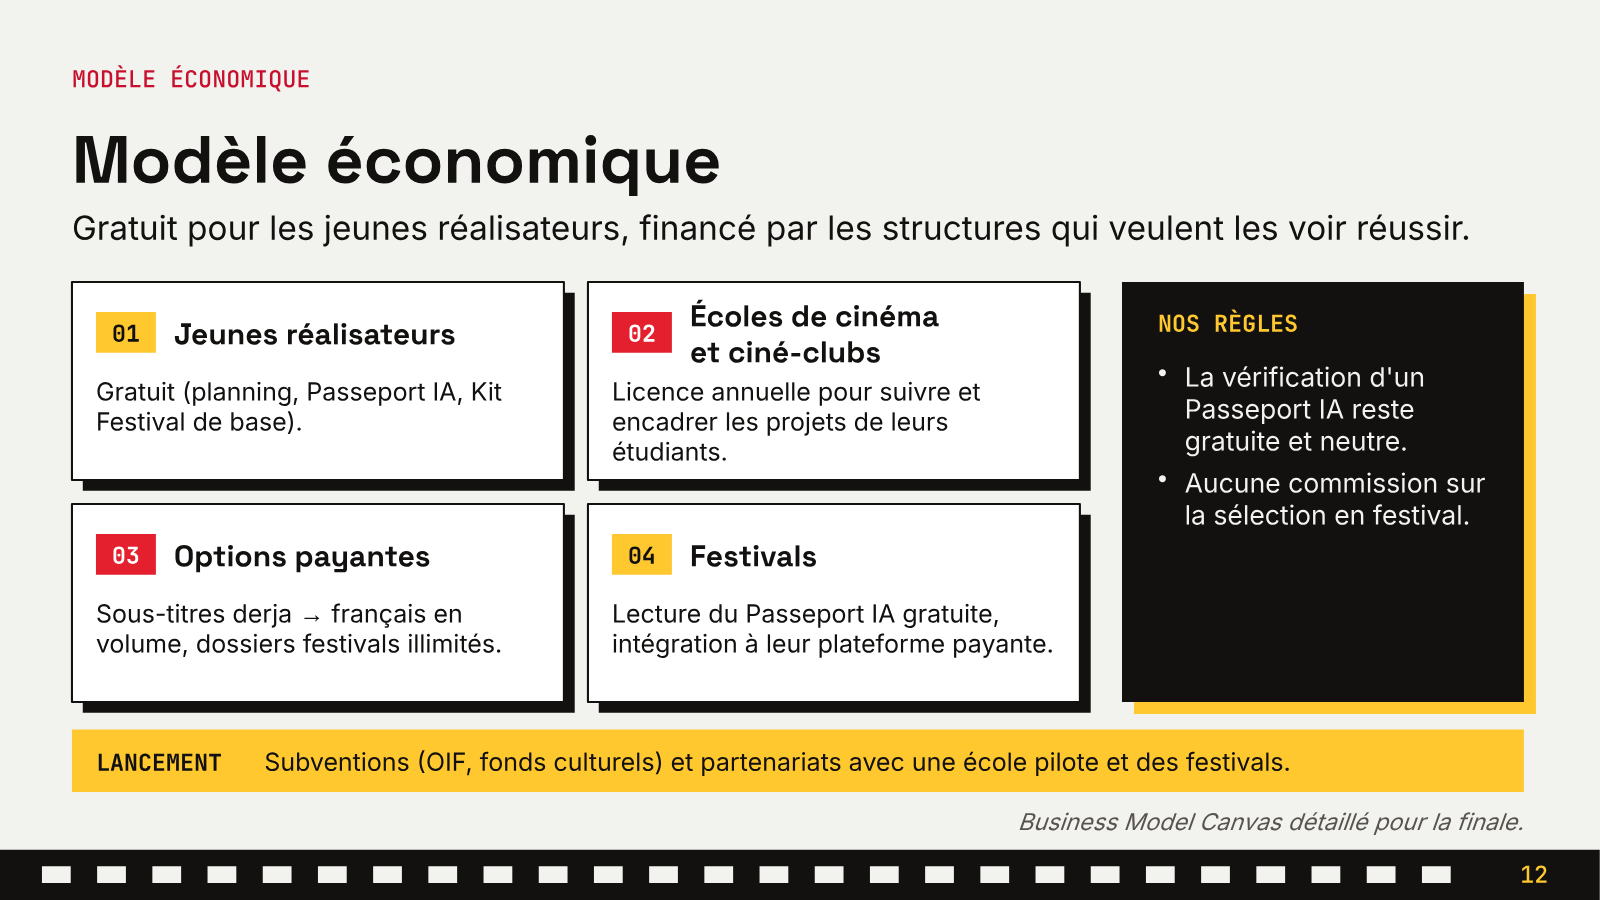 MODÈLE ÉCONOMIQUE
Modèle économique
Gratuit pour les jeunes réalisateurs, financé par les structures qui veulent les voir réussir.
01 Jeunes réalisateurs
Gratuit (planning, Passeport IA, Kit
Festival de base).
02 Écoles de cinéma
et ciné-clubs
Licence annuelle pour suivre et
encadrer les projets de leurs
étudiants.
03 Options payantes
Sous-titres derja → français en
volume, dossiers festivals illimités.
04 Festivals
Lecture du Passeport IA gratuite,
intégration à leur plateforme payante.
NOS RÈGLES
• La vérification d'un
Passeport IA reste
gratuite et neutre.
• Aucune commission sur
la sélection en festival.
LANCEMENT Subventions (OIF, fonds culturels) et partenariats avec une école pilote et des festivals.
Business Model Canvas détaillé pour la finale.
12